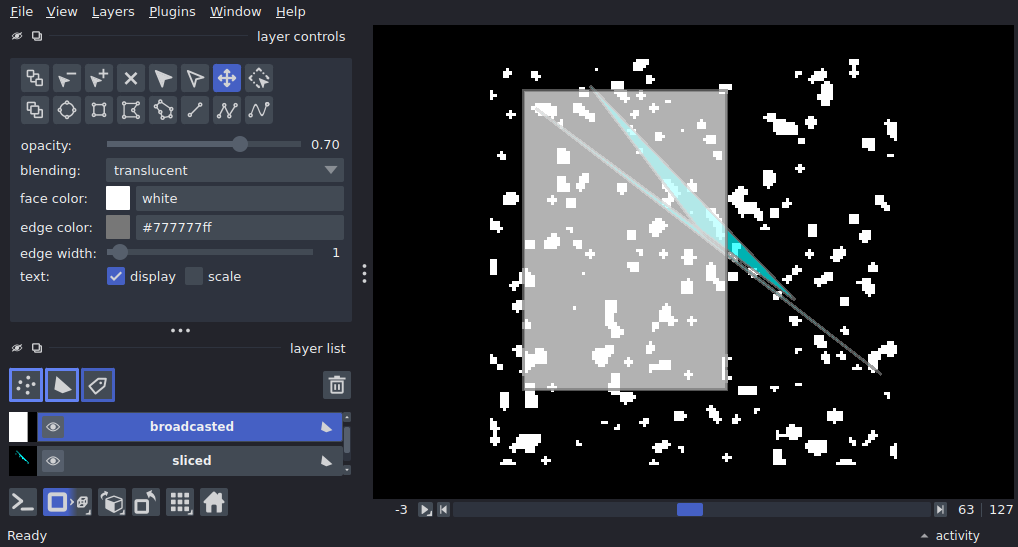 File View Layers Plugins Window Help
layer controls
opacity: 0.70
blending: translucent
face color: white
edge color: #777777ff
edge width: 1
text: display scale
layer list
broadcasted
sliced
-3 63 127
Ready activity